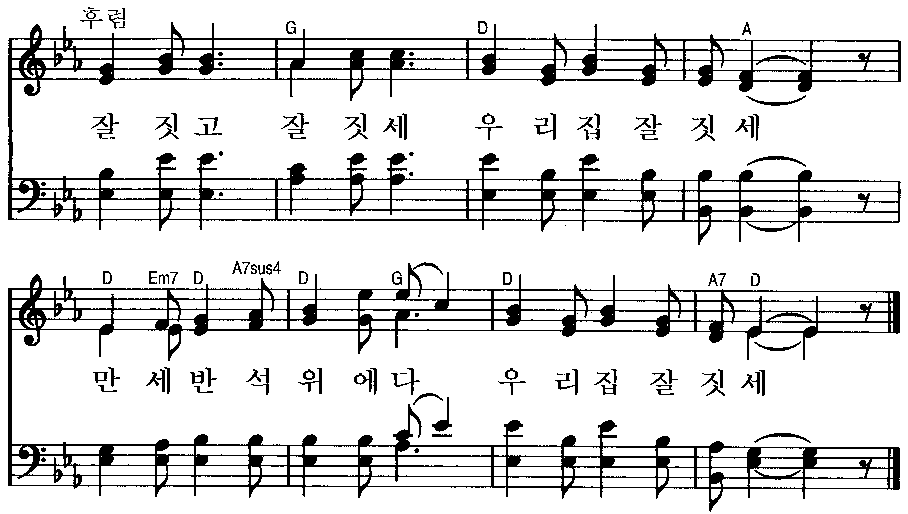 후렴
G D A
잘 짓고 잘 짓세 우리집 잘 짓세
D Em7 D A7sus4 D G D A7 D
만세반석 위에다 우리집 잘 짓세